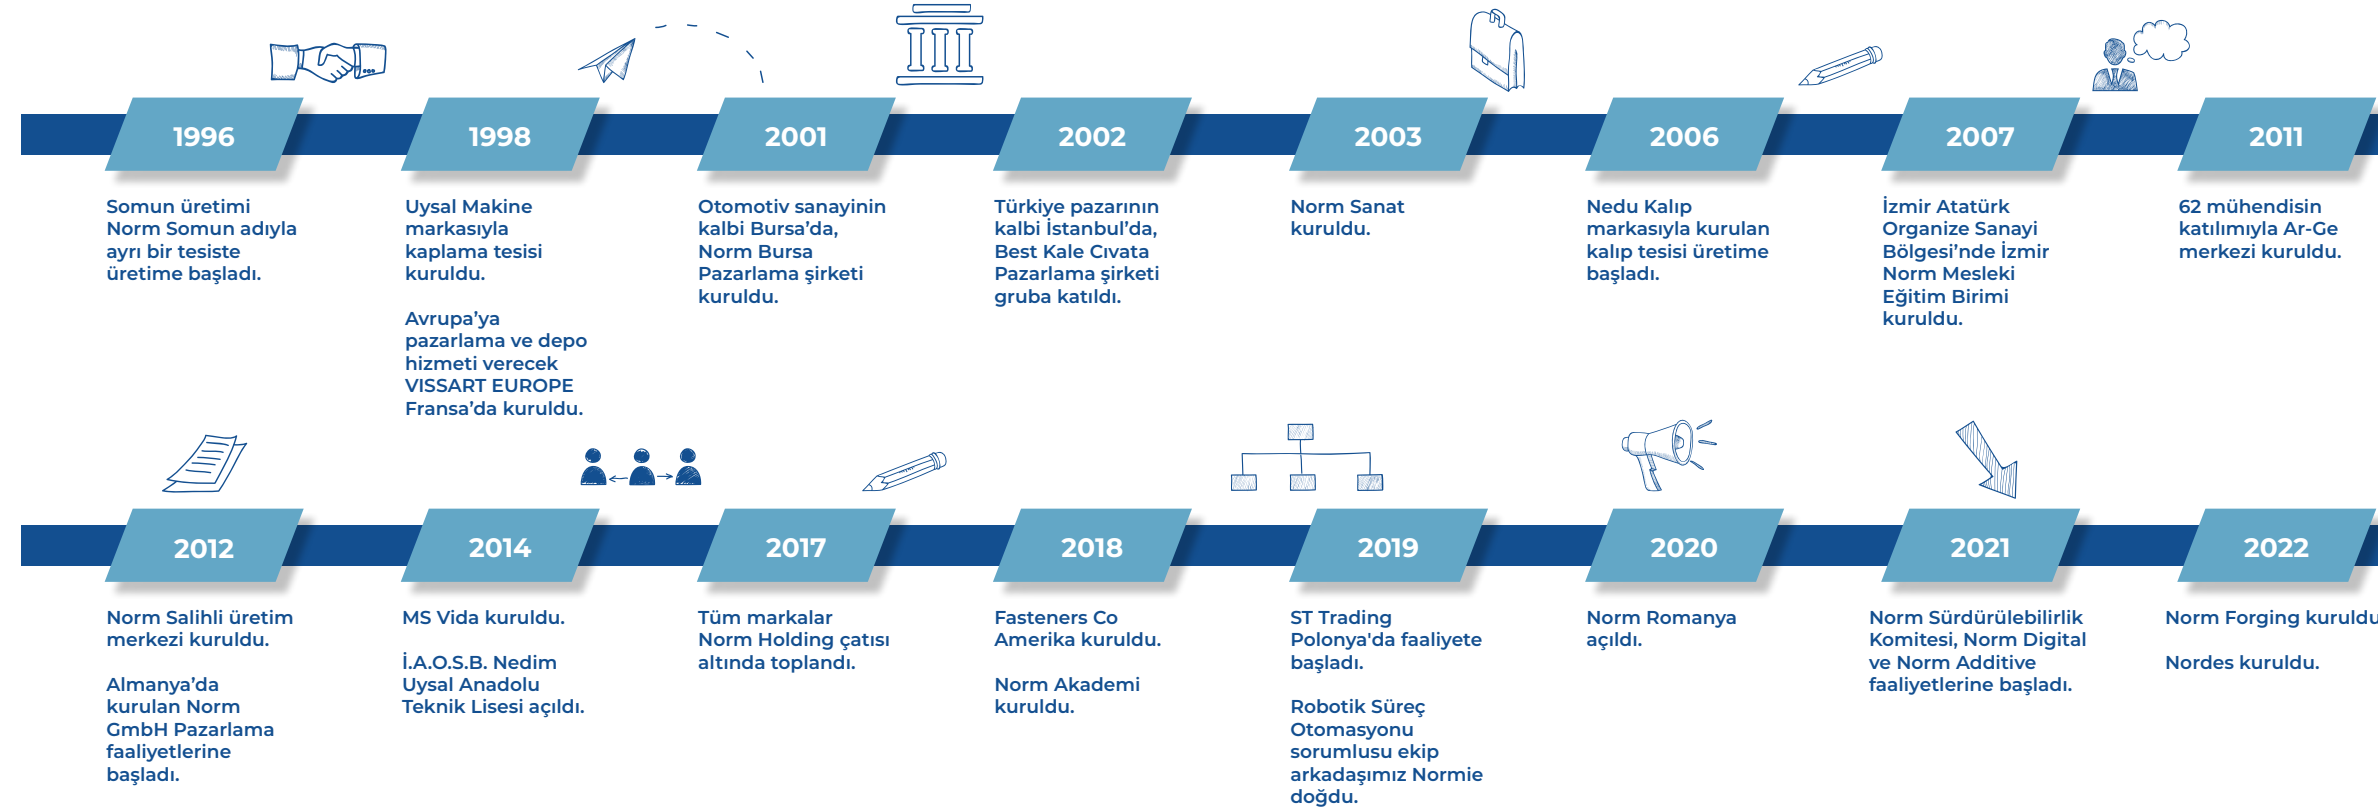 1996
Somun üretimi
Norm Somun adıyla
ayrı bir tesiste
üretime başladı.
1998
Uysal Makine
markasıyla
kaplama tesisi
kuruldu.
Avrupa’ya
pazarlama ve depo
hizmeti verecek
VISSART EUROPE
Fransa’da kuruldu.
2001
Otomotiv sanayinin
kalbi Bursa’da,
Norm Bursa
Pazarlama şirketi
kuruldu.
2002
Türkiye pazarının
kalbi İstanbul’da,
Best Kale Cıvata
Pazarlama şirketi
gruba katıldı.
2003
Norm Sanat
kuruldu.
2006
Nedu Kalıp
markasıyla kurulan
kalıp tesisi üretime
başladı.
2007
İzmir Atatürk
Organize Sanayi
Bölgesi’nde İzmir
Norm Mesleki
Eğitim Birimi
kuruldu.
2011
62 mühendisin
katılımıyla Ar-Ge
merkezi kuruldu.
2012
Norm Salihli üretim
merkezi kuruldu.
Almanya’da
kurulan Norm
GmbH Pazarlama
faaliyetlerine
başladı.
2014
MS Vida kuruldu.
İ.A.O.S.B. Nedim
Uysal Anadolu
Teknik Lisesi açıldı.
2017
Tüm markalar
Norm Holding çatısı
altında toplandı.
2018
Fasteners Co
Amerika kuruldu.
Norm Akademi
kuruldu.
2019
ST Trading
Polonya'da faaliyete
başladı.
Robotik Süreç
Otomasyonu
sorumlusu ekip
arkadaşımız Normie
doğdu.
2020
Norm Romanya
açıldı.
2021
Norm Sürdürülebilirlik
Komitesi, Norm Digital
ve Norm Additive
faaliyetlerine başladı.
2022
Norm Forging kuruldu
Nordes kuruldu.